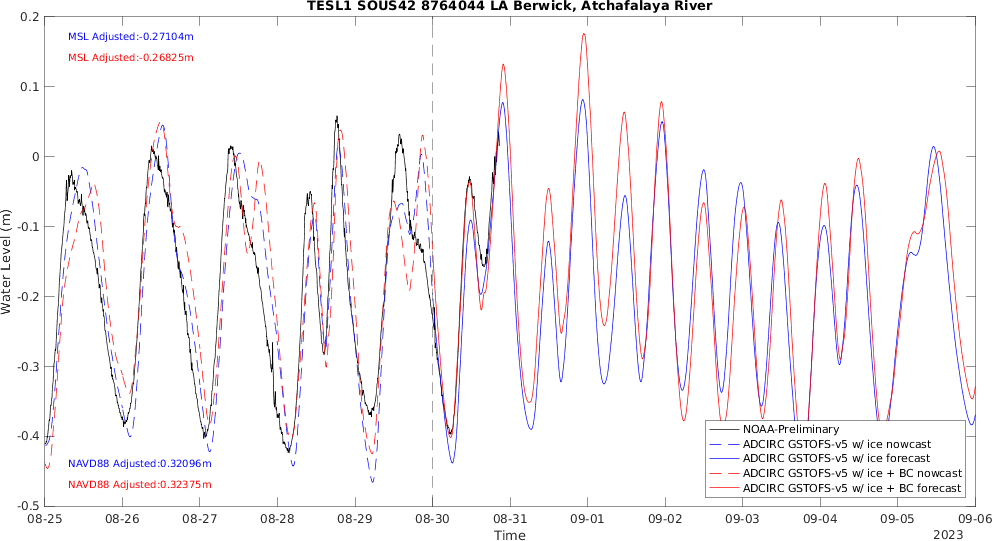 TESL1 SOUS42 8764044 LA Berwick, Atchafalaya River
0.2
MSL Adjusted:-0.27104m
MSL Adjusted:-0.26825m
0.1
0
-0.1
Water Level (m)
-0.2
-0.3
-0.4
NOAA-Preliminary
ADCIRC GSTOFS-v5 w/ ice nowcast
ADCIRC GSTOFS-v5 w/ ice forecast
ADCIRC GSTOFS-v5 w/ ice + BC nowcast
ADCIRC GSTOFS-v5 w/ ice + BC forecast
NAVD88 Adjusted:0.32096m
NAVD88 Adjusted:0.32375m
-0.5
08-25 08-26 08-27 08-28 08-29 08-30 08-31 09-01 09-02 09-03 09-04 09-05 09-06
Time
2023